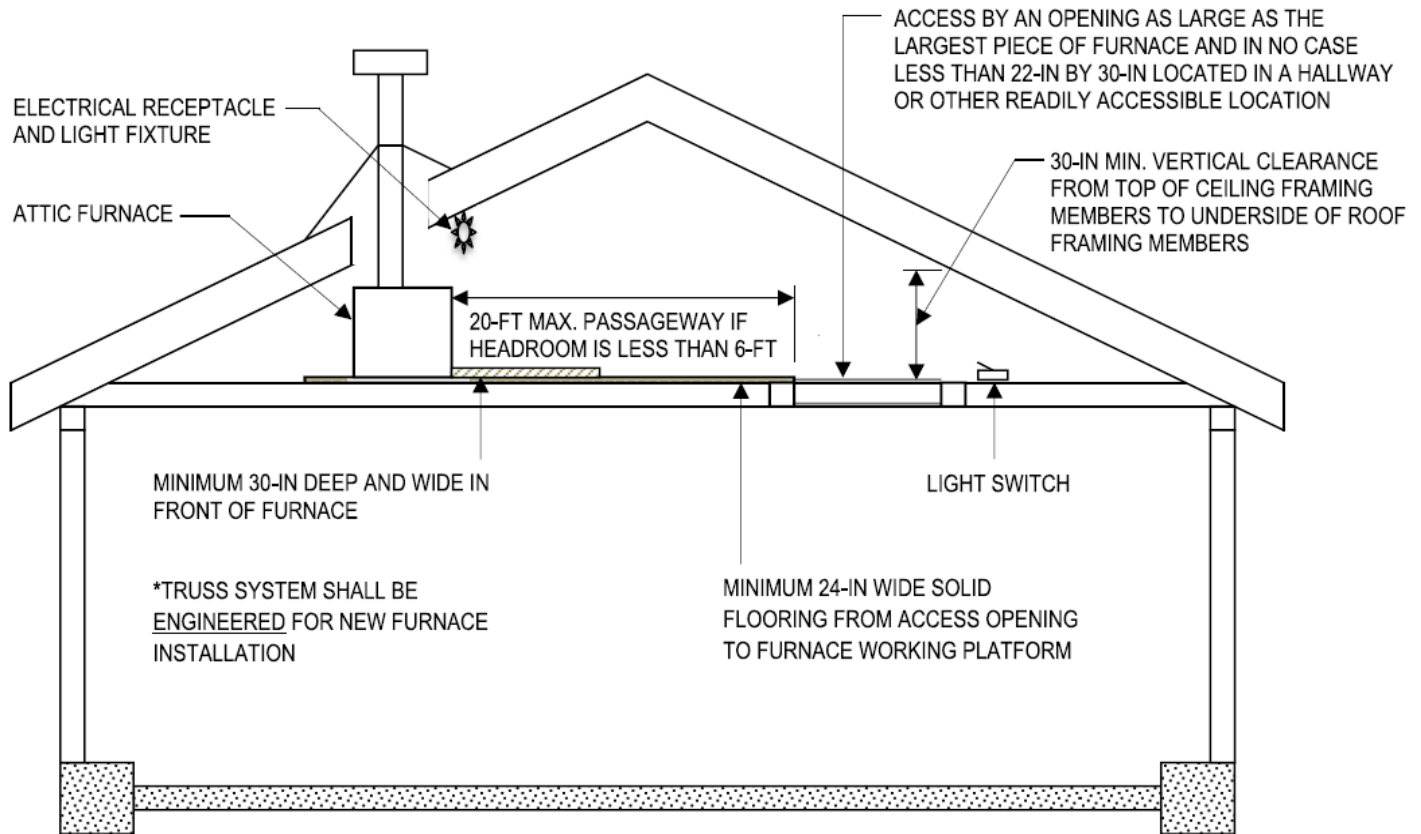 ACCESS BY AN OPENING AS LARGE AS THE
LARGEST PIECE OF FURNACE AND IN NO CASE
LESS THAN 22-IN BY 30-IN LOCATED IN A HALLWAY
OR OTHER READILY ACCESSIBLE LOCATION
ELECTRICAL RECEPTACLE
AND LIGHT FIXTURE
30-IN MIN. VERTICAL CLEARANCE
FROM TOP OF CEILING FRAMING
MEMBERS TO UNDERSIDE OF ROOF
FRAMING MEMBERS
ATTIC FURNACE
20-FT MAX. PASSAGEWAY IF
HEADROOM IS LESS THAN 6-FT
MINIMUM 30-IN DEEP AND WIDE IN
FRONT OF FURNACE
LIGHT SWITCH
*TRUSS SYSTEM SHALL BE
ENGINEERED FOR NEW FURNACE
INSTALLATION
MINIMUM 24-IN WIDE SOLID
FLOORING FROM ACCESS OPENING
TO FURNACE WORKING PLATFORM